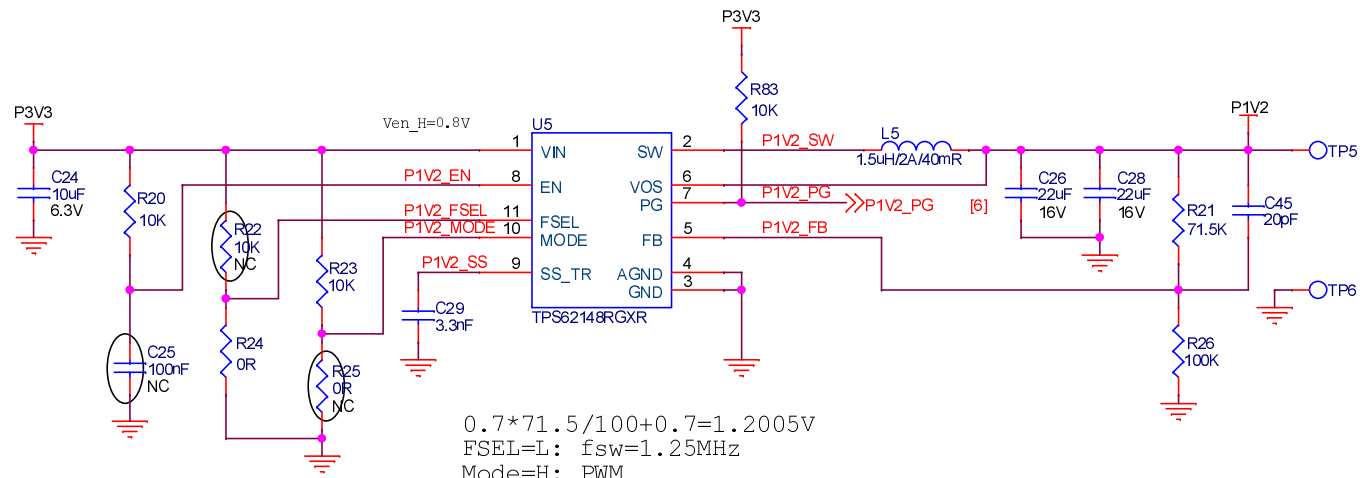 P3V3
R83
10K
P3V3
C24
10uF
6.3V
R20
10K
C25
100nF
NC
R22
10K
NC
R24
0R
R23
10K
R25
0R
NC
Ven_H=0.8V
P1V2_EN
P1V2_FSEL
P1V2_MODE
P1V2_SS
C29
3.3nF
U5
1 VIN SW 2
8 EN VOS 6
PG 7
11 FSEL
10 MODE FB 5
9 SS_TR AGND 4
GND 3
TPS62148RGXR
P1V2_SW
L5
1.5uH/2A/40mR
P1V2_PG
P1V2_PG [6]
P1V2_FB
C26
22uF
16V
C28
22uF
16V
R21
71.5K
P1V2
C45
20pF
TP5
TP6
R26
100K
0.7*71.5/100+0.7=1.2005V
FSEL=L: fsw=1.25MHz
Mode=H: PWM